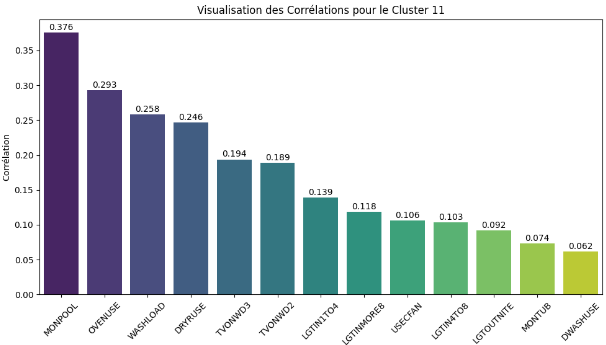 Visualisation des Corrélations pour le Cluster 11
Corrélation
0.35
0.30
0.25
0.20
0.15
0.10
0.05
0.00
0.376
0.293
0.258
0.246
0.194
0.189
0.139
0.118
0.106
0.103
0.092
0.074
0.062
MONPOOL
OVENUSE
WASHLOAD
DRYRUSE
TVONWD3
TVONWD2
LGTIN1TO4
LGTINMORE8
USECFAN
LGTIN4TO8
LGTOUTNITE
MONTUB
DWASHUSE